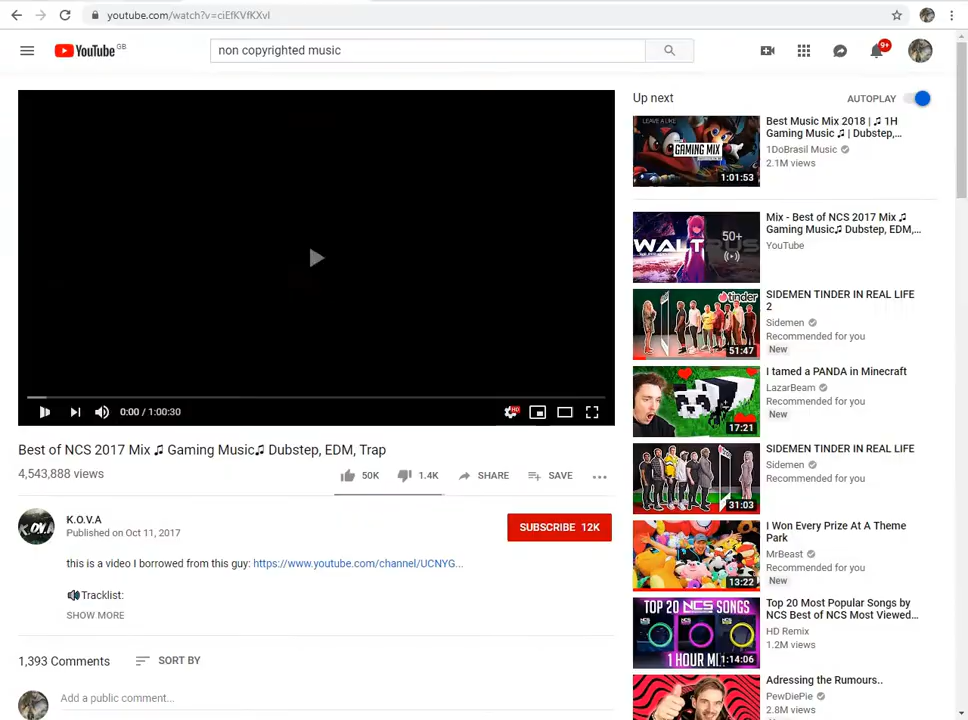 youtube.com/watch?v=ciEfKVfKXvI
YouTube GB
non copyrighted music
9+
Up next
AUTOPLAY
LEAVE A LIKE
GAMING MIX
1:01:53
Best Music Mix 2018 | ♫ 1H
Gaming Music ♫ | Dubstep,...
1DoBrasil Music
2.1M views
50+
Mix - Best of NCS 2017 Mix ♫
Gaming Music♫ Dubstep, EDM,...
YouTube
tinder
51:47
SIDEMEN TINDER IN REAL LIFE
2
Sidemen
Recommended for you
New
17:21
I tamed a PANDA in Minecraft
LazarBeam
Recommended for you
New
31:03
SIDEMEN TINDER IN REAL LIFE
Sidemen
Recommended for you
13:22
I Won Every Prize At A Theme
Park
MrBeast
Recommended for you
New
TOP 20 NCS SONGS
1 HOUR MI
1:14:06
Top 20 Most Popular Songs by
NCS Best of NCS Most Viewed...
HD Remix
1.2M views
Adressing the Rumours..
PewDiePie
2.8M views
0:00 / 1:00:30
HD
Best of NCS 2017 Mix ♫ Gaming Music♫ Dubstep, EDM, Trap
4,543,888 views
50K
1.4K
SHARE
SAVE
K.O.V.A
K.O.V.A
Published on Oct 11, 2017
SUBSCRIBE 12K
this is a video I borrowed from this guy: https://www.youtube.com/channel/UCNYG...
Tracklist:
SHOW MORE
1,393 Comments
SORT BY
Add a public comment...